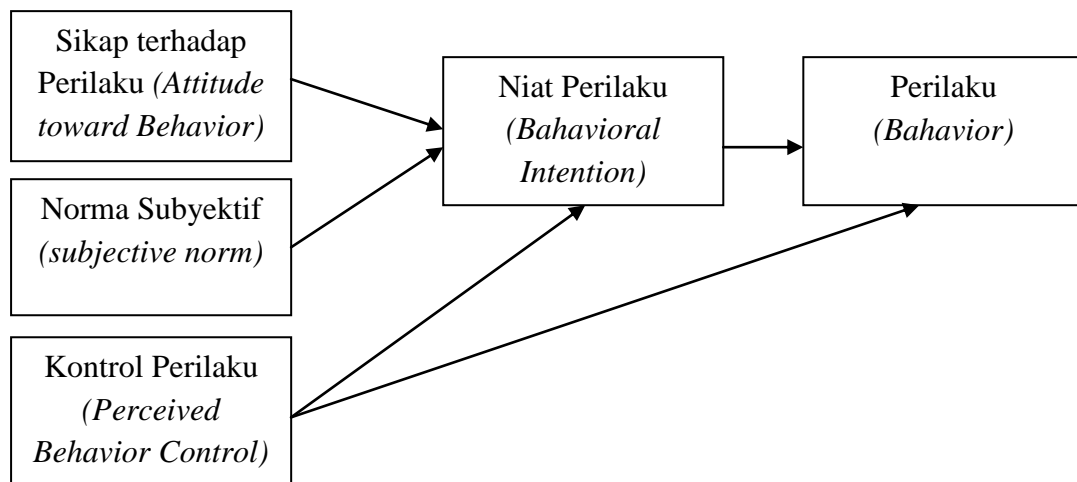 Sikap terhadap
Perilaku (Attitude
toward Behavior)
Norma Subyektif
(subjective norm)
Kontrol Perilaku
(Perceived
Behavior Control)
Niat Perilaku
(Bahavioral
Intention)
Perilaku
(Bahavior)